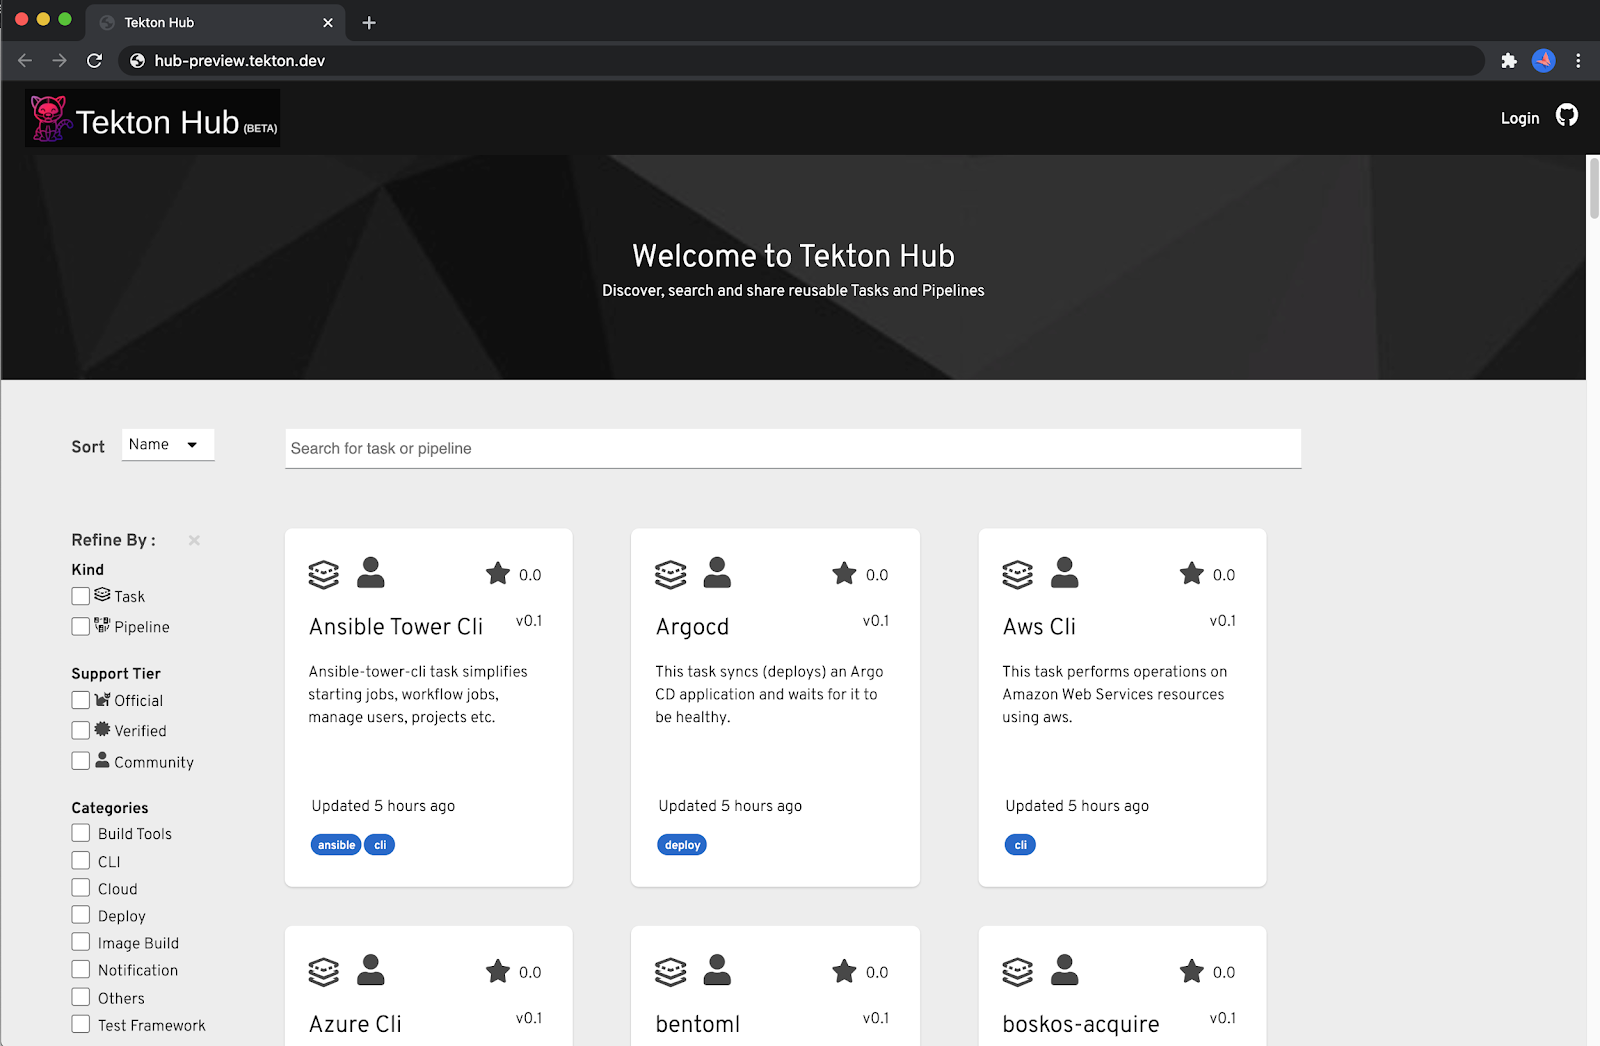 Tekton Hub
hub-preview.tekton.dev
Tekton Hub (BETA)
Login
Welcome to Tekton Hub
Discover, search and share reusable Tasks and Pipelines
Sort
Name
Search for task or pipeline
Refine By :
Kind
Task
Pipeline
Support Tier
Official
Verified
Community
Categories
Build Tools
CLI
Cloud
Deploy
Image Build
Notification
Others
Test Framework
0.0
Ansible Tower Cli
v0.1
Ansible-tower-cli task simplifies
starting jobs, workflow jobs,
manage users, projects etc.
Updated 5 hours ago
ansible
cli
0.0
Argocd
v0.1
This task syncs (deploys) an Argo
CD application and waits for it to
be healthy.
Updated 5 hours ago
deploy
0.0
Aws Cli
v0.1
This task performs operations on
Amazon Web Services resources
using aws.
Updated 5 hours ago
cli
0.0
Azure Cli
v0.1
0.0
bentoml
v0.1
0.0
boskos-acquire
v0.1